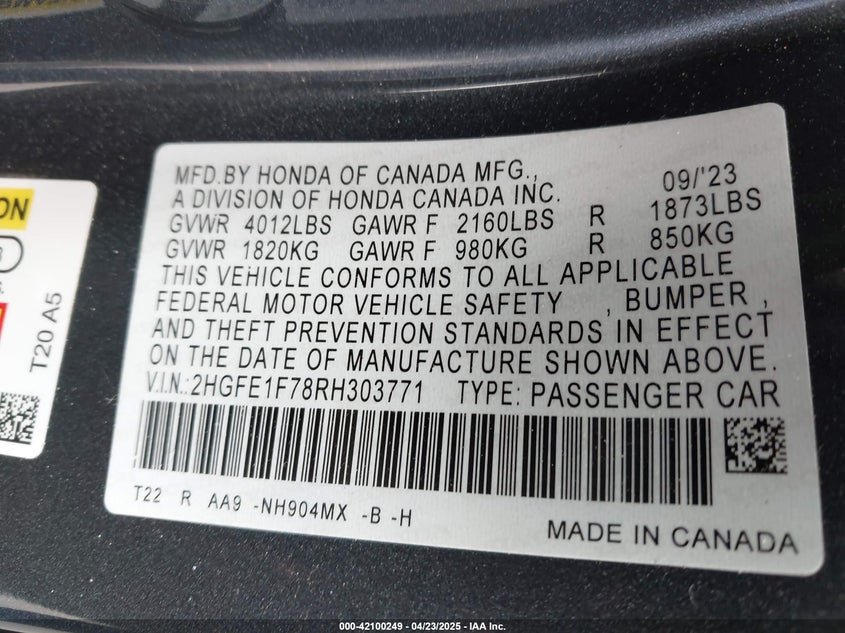 MFD.BY HONDA OF CANADA MFG.,
A DIVISION OF HONDA CANADA INC. 09/'23
GVWR 4012LBS GAWR F 2160LBS R 1873LBS
GVWR 1820KG GAWR F 980KG R 850KG
THIS VEHICLE CONFORMS TO ALL APPLICABLE
FEDERAL MOTOR VEHICLE SAFETY , BUMPER ,
AND THEFT PREVENTION STANDARDS IN EFFECT
ON THE DATE OF MANUFACTURE SHOWN ABOVE.
V.I.N.:2HGFE1F78RH303771 TYPE: PASSENGER CAR
T22 R AA9 -NH904MX -B -H
MADE IN CANADA
T20 A5
000-42100249 - 04/23/2025 - IAA Inc.